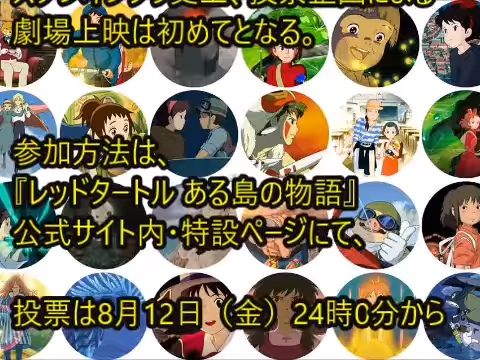 劇場上映は初めてとなる。
参加方法は、
『レッドタートル ある島の物語』
公式サイト内・特設ページにて、
投票は8月12日（金）24時0分から